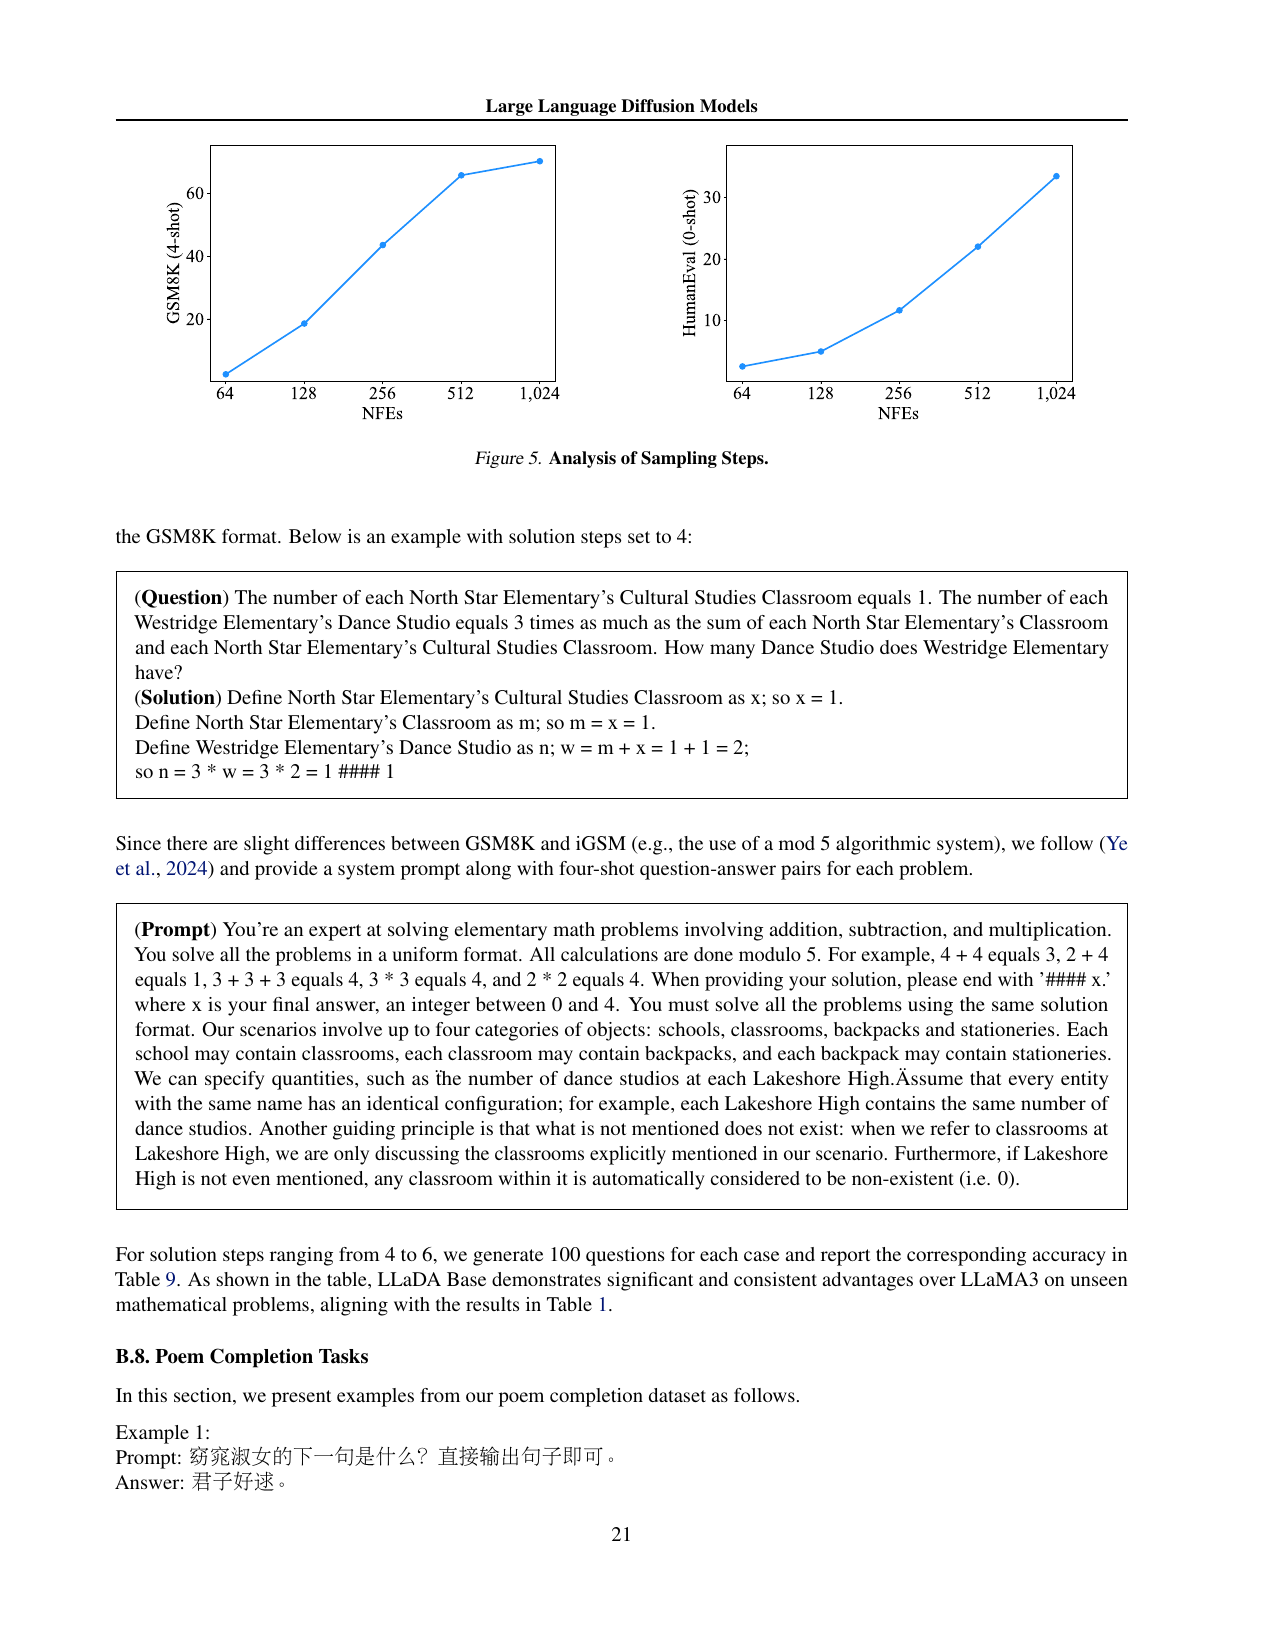 Large Language Diffusion Models
60
40
20
GSM8K (4-shot)
64 128 256 512 1,024
NFEs
30
20
10
HumanEval (0-shot)
64 128 256 512 1,024
NFEs
Figure 5. Analysis of Sampling Steps.
the GSM8K format. Below is an example with solution steps set to 4:
(Question) The number of each North Star Elementary’s Cultural Studies Classroom equals 1. The number of each
Westridge Elementary’s Dance Studio equals 3 times as much as the sum of each North Star Elementary’s Classroom
and each North Star Elementary’s Cultural Studies Classroom. How many Dance Studio does Westridge Elementary
have?
(Solution) Define North Star Elementary’s Cultural Studies Classroom as x; so x = 1.
Define North Star Elementary’s Classroom as m; so m = x = 1.
Define Westridge Elementary’s Dance Studio as n; w = m + x = 1 + 1 = 2;
so n = 3 * w = 3 * 2 = 1 #### 1
Since there are slight differences between GSM8K and iGSM (e.g., the use of a mod 5 algorithmic system), we follow (Ye
et al., 2024) and provide a system prompt along with four-shot question-answer pairs for each problem.
(Prompt) You’re an expert at solving elementary math problems involving addition, subtraction, and multiplication.
You solve all the problems in a uniform format. All calculations are done modulo 5. For example, 4 + 4 equals 3, 2 + 4
equals 1, 3 + 3 + 3 equals 4, 3 * 3 equals 4, and 2 * 2 equals 4. When providing your solution, please end with ’#### x.’
where x is your final answer, an integer between 0 and 4. You must solve all the problems using the same solution
format. Our scenarios involve up to four categories of objects: schools, classrooms, backpacks and stationeries. Each
school may contain classrooms, each classroom may contain backpacks, and each backpack may contain stationeries.
We can specify quantities, such as ẗhe number of dance studios at each Lakeshore High.Ässume that every entity
with the same name has an identical configuration; for example, each Lakeshore High contains the same number of
dance studios. Another guiding principle is that what is not mentioned does not exist: when we refer to classrooms at
Lakeshore High, we are only discussing the classrooms explicitly mentioned in our scenario. Furthermore, if Lakeshore
High is not even mentioned, any classroom within it is automatically considered to be non-existent (i.e. 0).
For solution steps ranging from 4 to 6, we generate 100 questions for each case and report the corresponding accuracy in
Table 9. As shown in the table, LLaDA Base demonstrates significant and consistent advantages over LLaMA3 on unseen
mathematical problems, aligning with the results in Table 1.
B.8. Poem Completion Tasks
In this section, we present examples from our poem completion dataset as follows.
Example 1:
Prompt: 窈窕淑女的下一句是什么？直接输出句子即可。
Answer: 君子好逑。
21